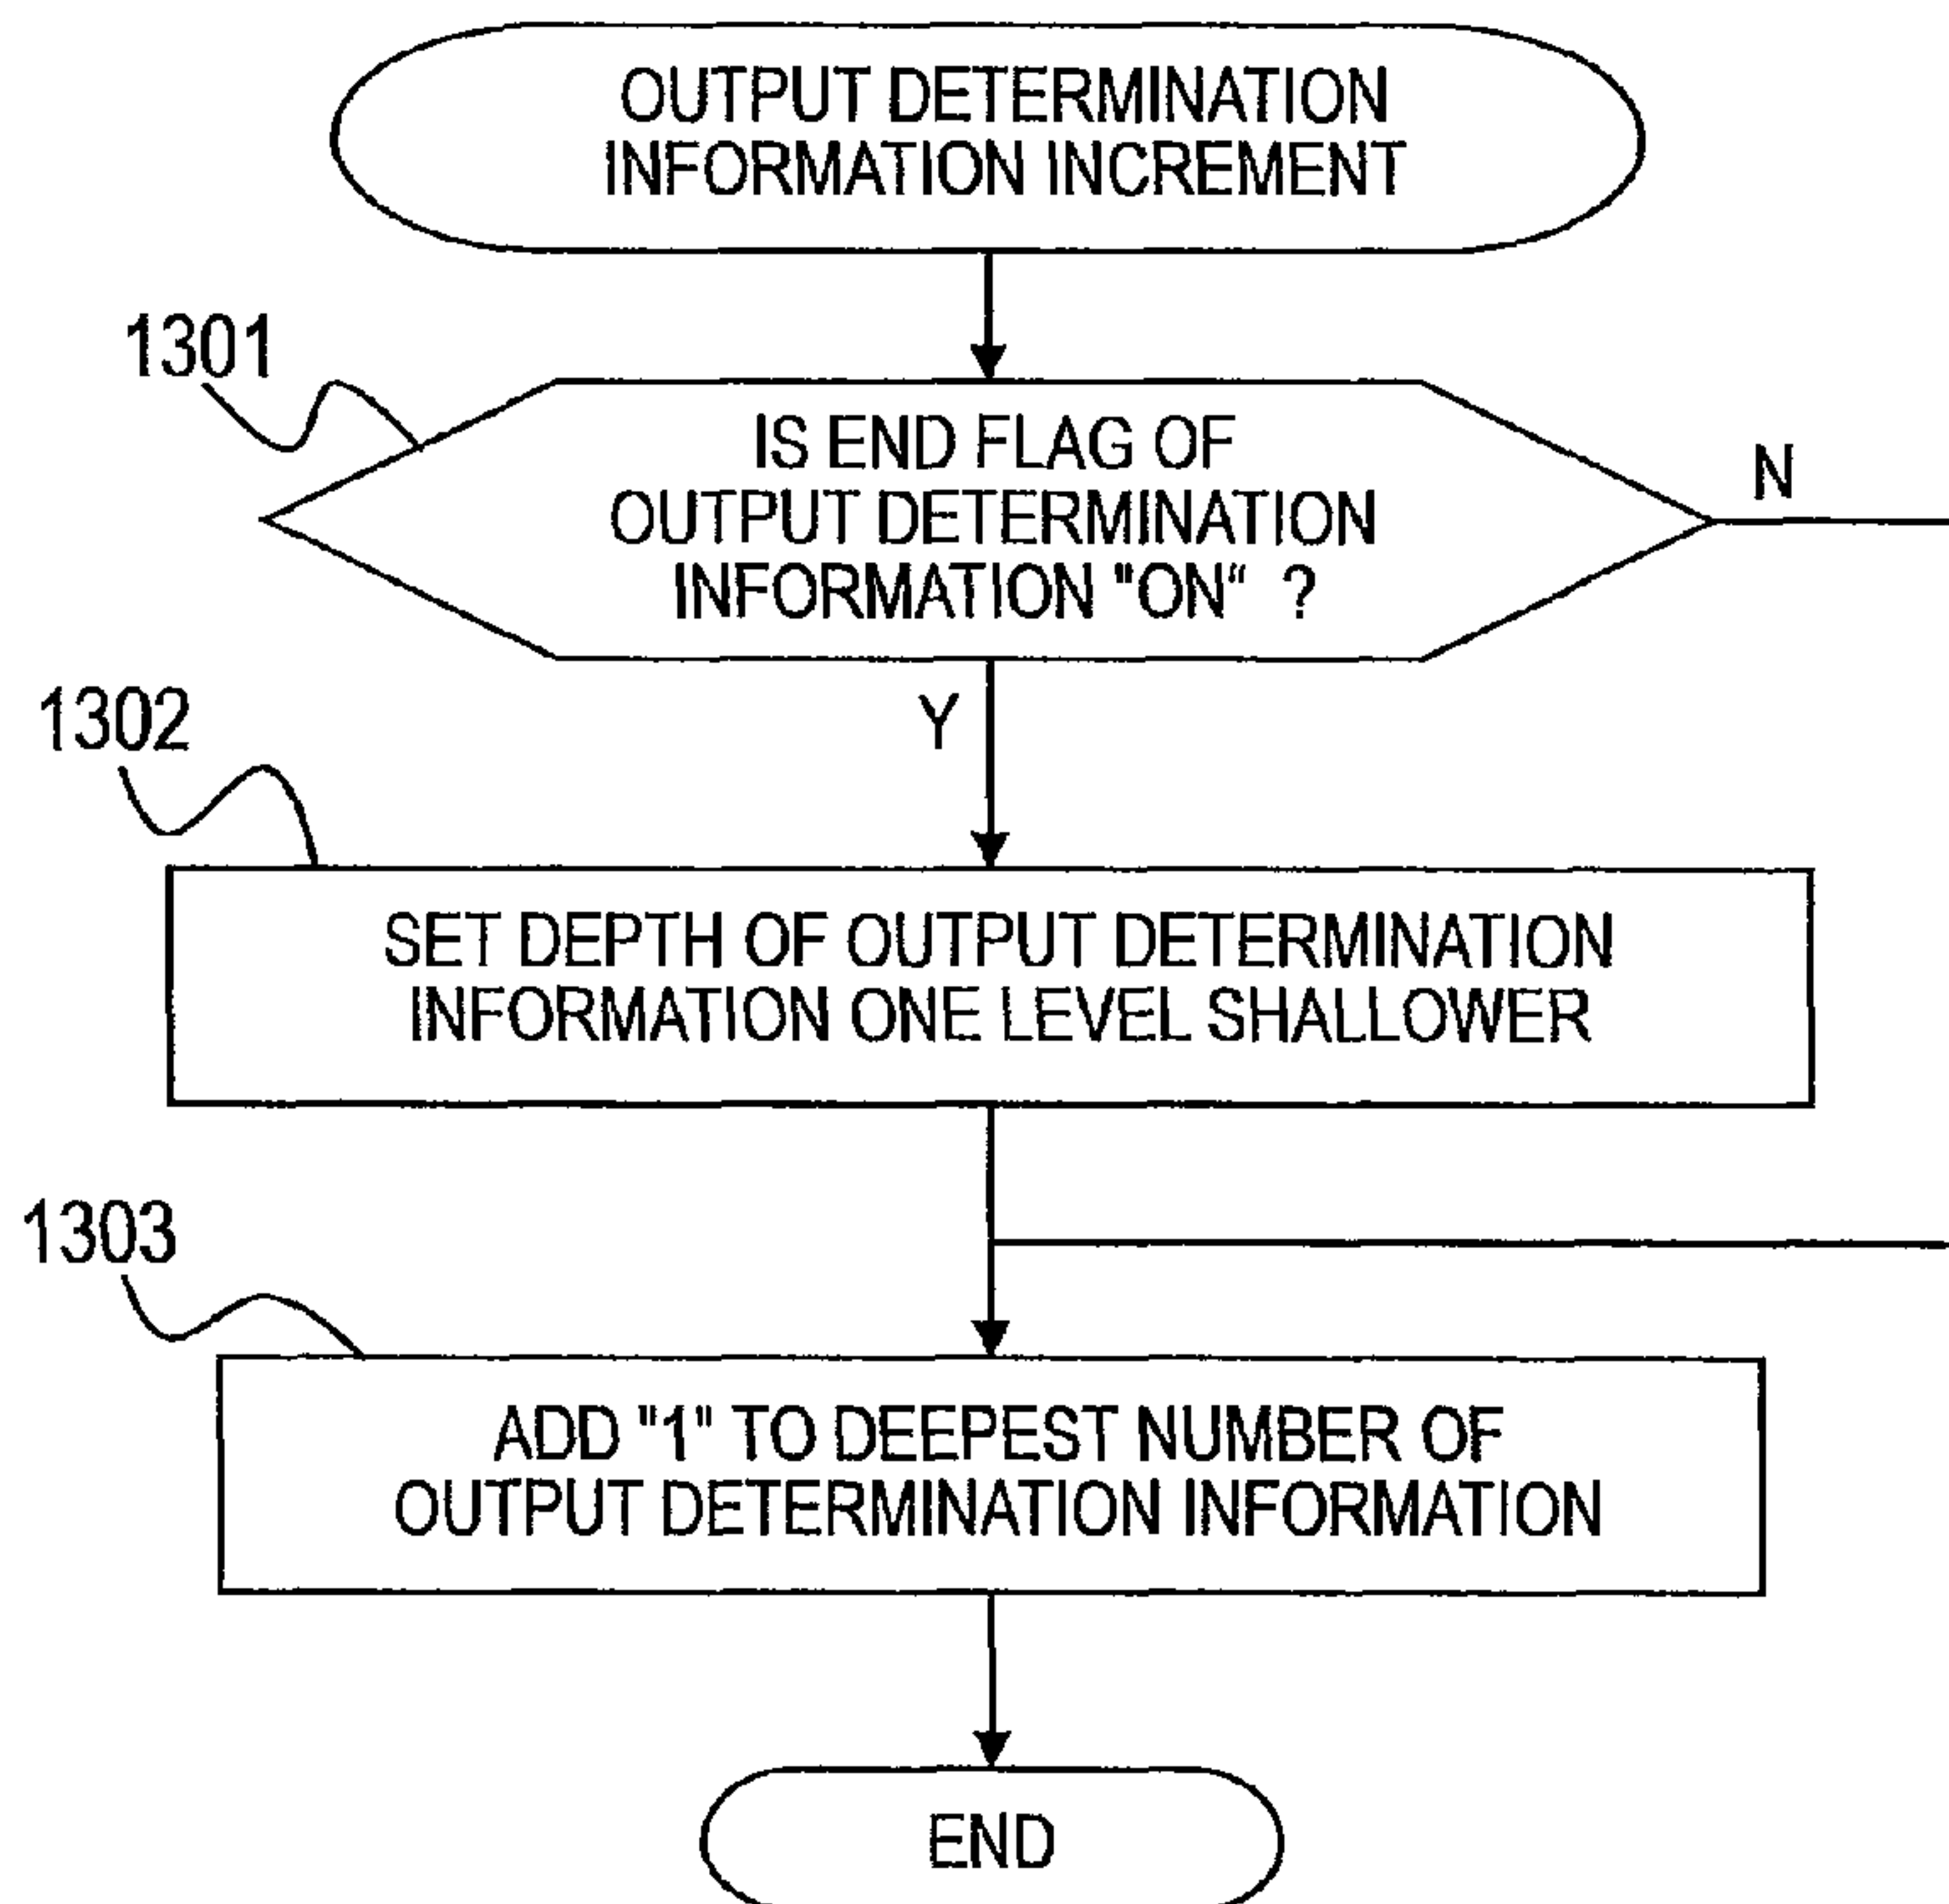 OUTPUT DETERMINATION
INFORMATION INCREMENT
1301
IS END FLAG OF
OUTPUT DETERMINATION
INFORMATION "ON" ?
N
Y
1302
SET DEPTH OF OUTPUT DETERMINATION
INFORMATION ONE LEVEL SHALLOWER
1303
ADD "1" TO DEEPEST NUMBER OF
OUTPUT DETERMINATION INFORMATION
END